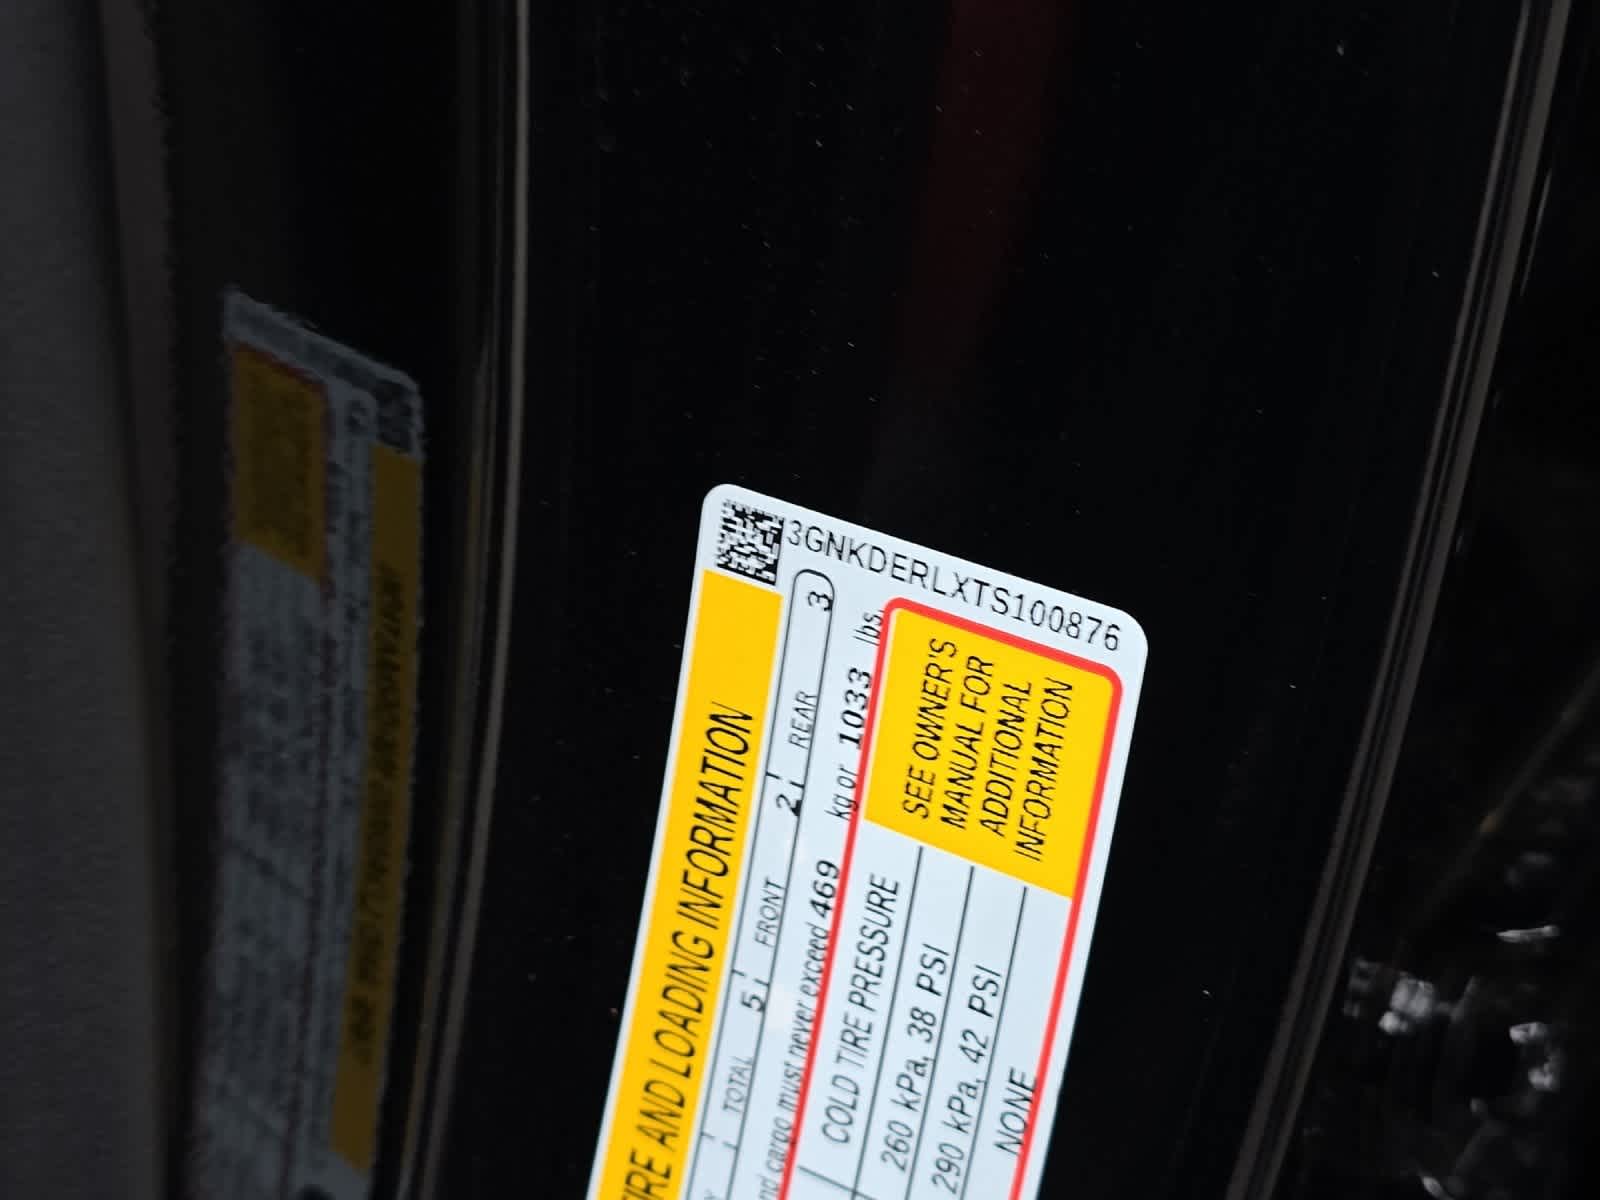 3GNKDERLXTS100876
TIRE AND LOADING INFORMATION
TOTAL 5 FRONT 2 REAR 3
and cargo must never exceed 469 kg or 1033 lbs.
COLD TIRE PRESSURE
260 kPa, 38 PSI
290 kPa, 42 PSI
NONE
SEE OWNER'S
MANUAL FOR
ADDITIONAL
INFORMATION